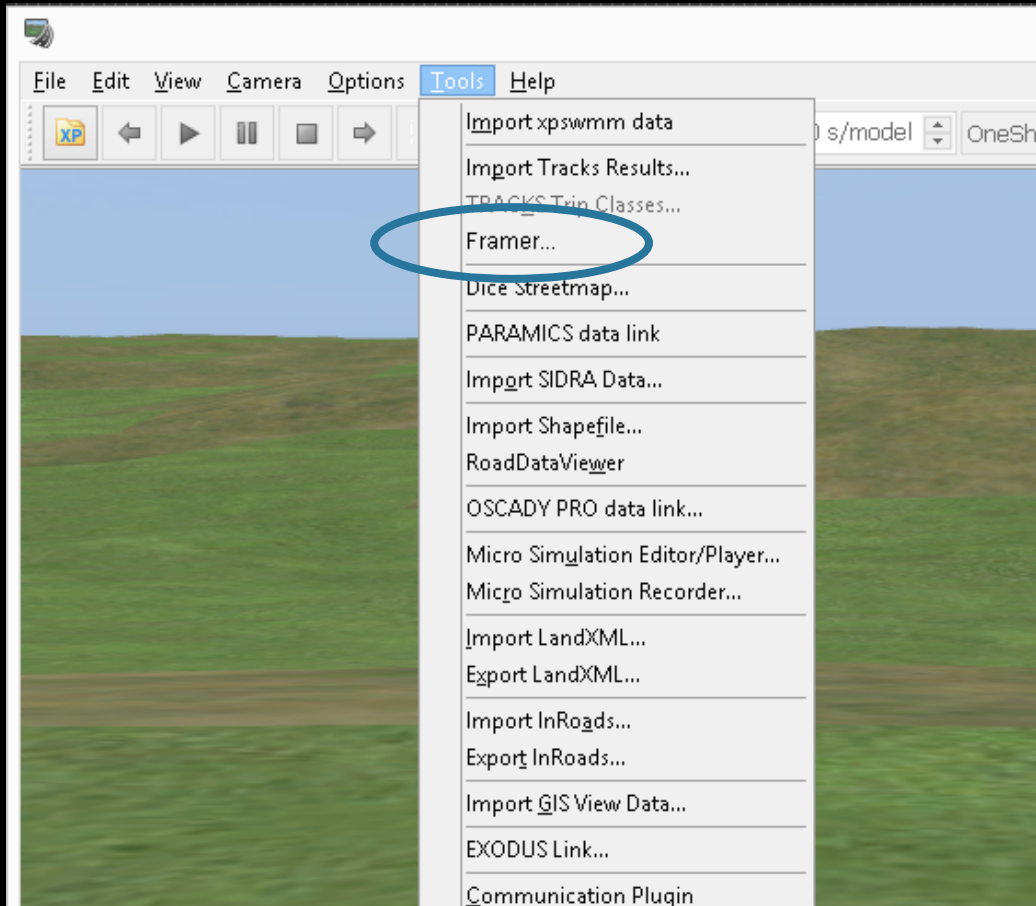 File Edit View Camera Options Tools Help
XP s/model OneSh
Import xpswmm data
Import Tracks Results...
TRACKS Trip Classes...
Framer...
Dice Streetmap...
PARAMICS data link
Import SIDRA Data...
Import Shapefile...
RoadDataViewer
OSCADY PRO data link...
Micro Simulation Editor/Player...
Micro Simulation Recorder...
Import LandXML...
Export LandXML...
Import InRoads...
Export InRoads...
Import GIS View Data...
EXODUS Link...
Communication Plugin